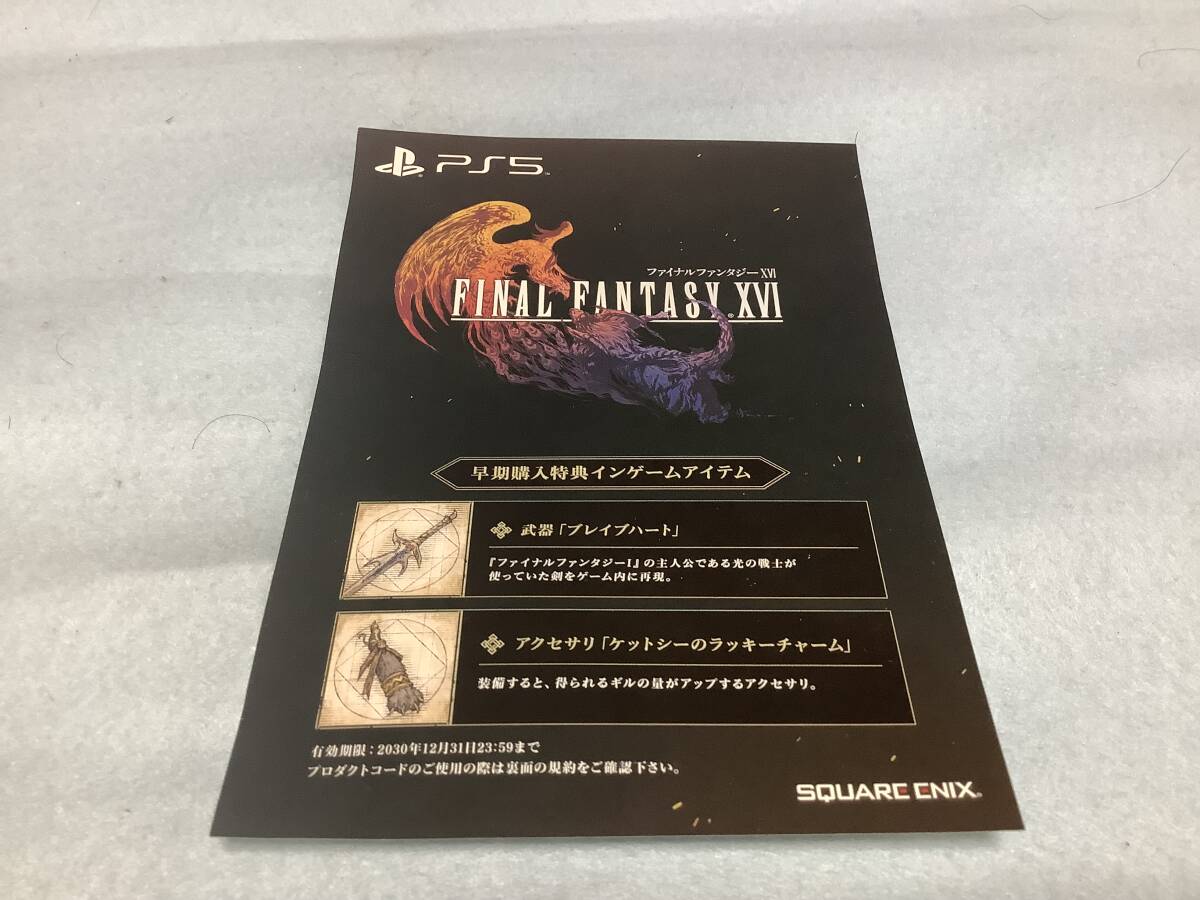 PS5
ファイナルファンタジーXVI
FINAL FANTASY XVI
早期購入特典インゲームアイテム
武器「ブレイブハート」
『ファイナルファンタジーI』の主人公である光の戦士が
使っていた剣をゲーム内に再現。
アクセサリ「ケットシーのラッキーチャーム」
装備すると、得られるギルの量がアップするアクセサリ。
有効期限：2030年12月31日23:59まで
プロダクトコードのご使用の際は裏面の規約をご確認下さい。
SQUARE ENIX